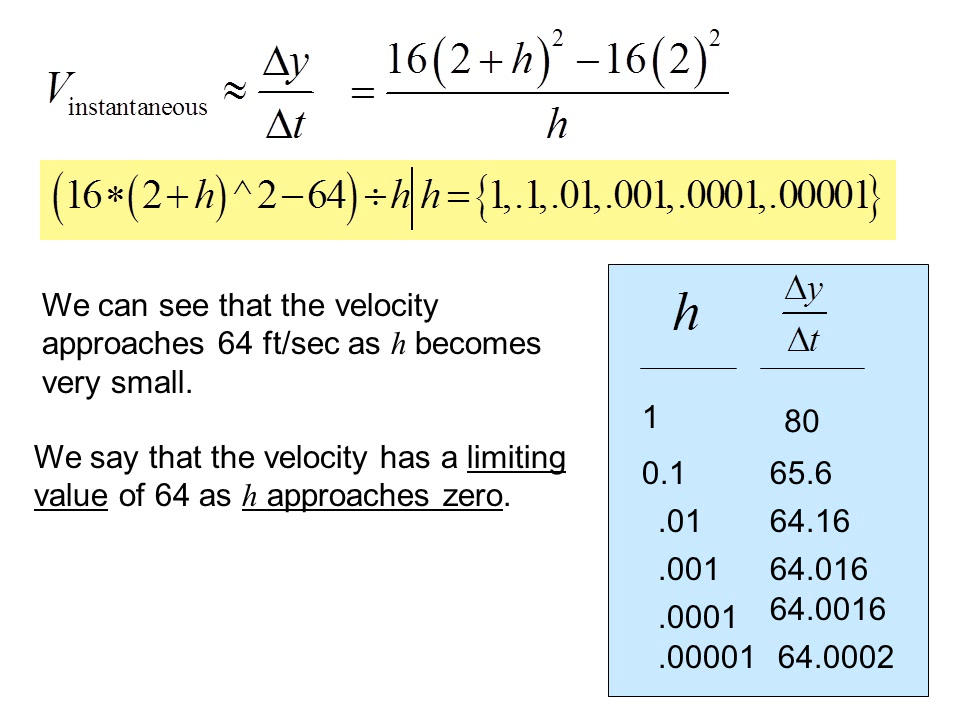 V instantaneous ≈ Δy/Δt = (16(2+h)² − 16(2)²)/h
(16*(2+h)^2−64)÷h|h={1,.1,.01,.001,.0001,.00001}
We can see that the velocity
approaches 64 ft/sec as h becomes
very small.
We say that the velocity has a limiting
value of 64 as h approaches zero.
h Δy/Δt
1 80
0.1 65.6
.01 64.16
.001 64.016
.0001 64.0016
.00001 64.0002